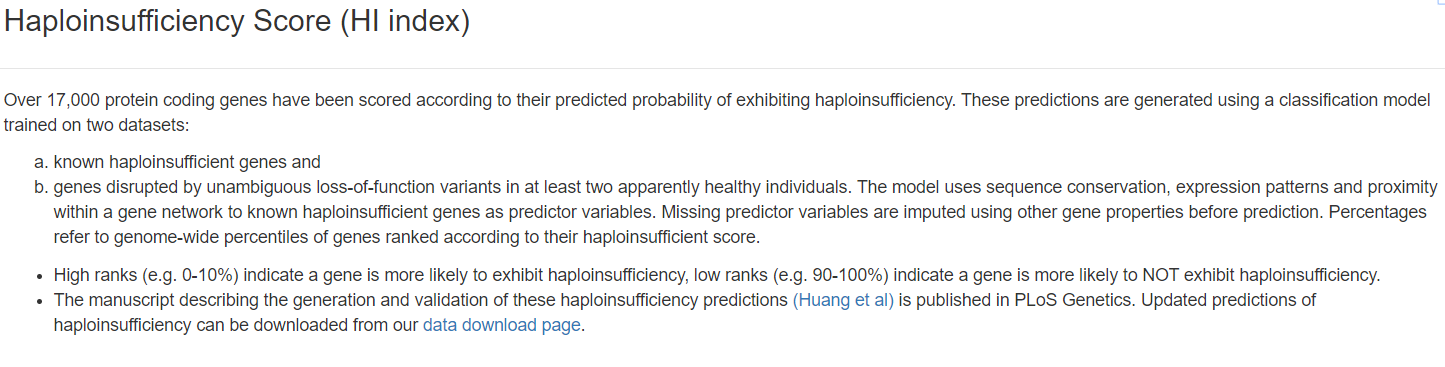 Haploinsufficiency Score (HI index)
Over 17,000 protein coding genes have been scored according to their predicted probability of exhibiting haploinsufficiency. These predictions are generated using a classification model
trained on two datasets:
a. known haploinsufficient genes and
b. genes disrupted by unambiguous loss-of-function variants in at least two apparently healthy individuals. The model uses sequence conservation, expression patterns and proximity
within a gene network to known haploinsufficient genes as predictor variables. Missing predictor variables are imputed using other gene properties before prediction. Percentages
refer to genome-wide percentiles of genes ranked according to their haploinsufficient score.
• High ranks (e.g. 0-10%) indicate a gene is more likely to exhibit haploinsufficiency, low ranks (e.g. 90-100%) indicate a gene is more likely to NOT exhibit haploinsufficiency.
• The manuscript describing the generation and validation of these haploinsufficiency predictions (Huang et al) is published in PLoS Genetics. Updated predictions of
haploinsufficiency can be downloaded from our data download page.